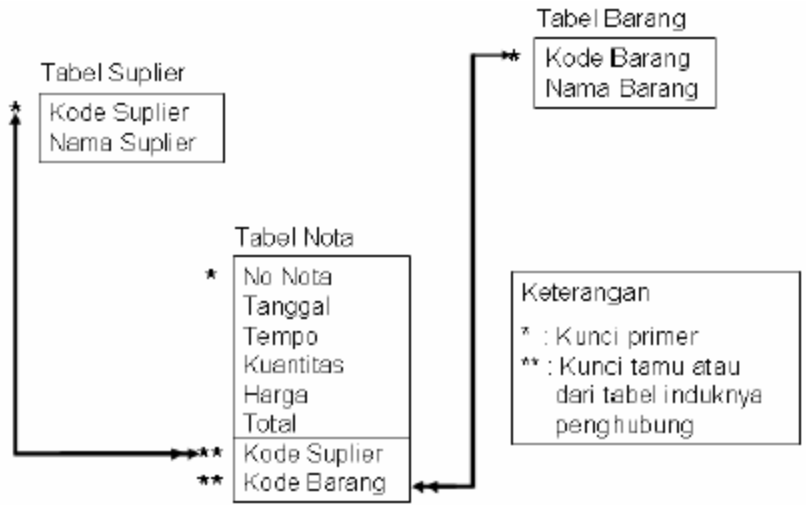 Tabel Barang
* Kode Barang
Nama Barang
Tabel Suplier
* Kode Suplier
Nama Suplier
Tabel Nota
* No Nota
Tanggal
Tempo
Kuantitas
Harga
Total
** Kode Suplier
** Kode Barang
Keterangan
* : Kunci primer
** : Kunci tamu atau
dari tabel induknya
penghubung